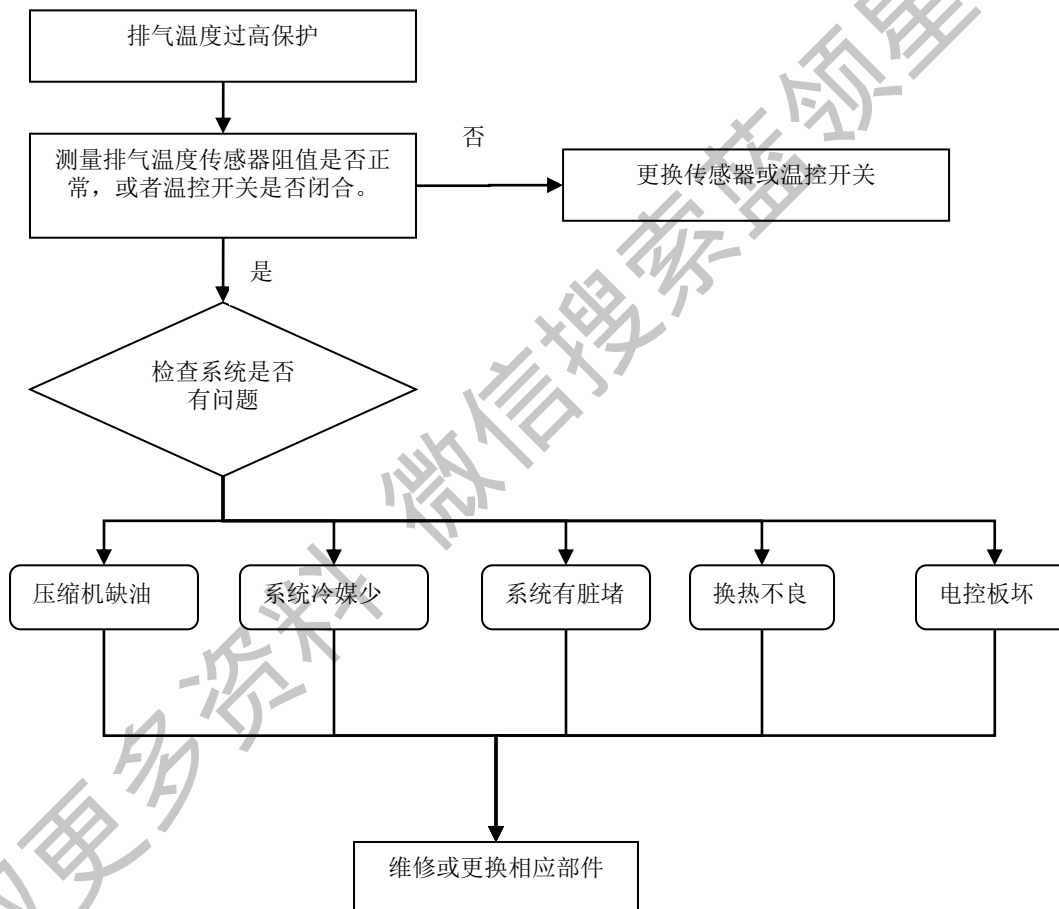 排气温度过高保护
测量排气温度传感器阻值是否正
常，或者温控开关是否闭合。
否
更换传感器或温控开关
是
检查系统是否
有问题
压缩机缺油
系统冷媒少
系统有脏堵
换热不良
电控板坏
维修或更换相应部件
更多资料 微信搜索蓝领星